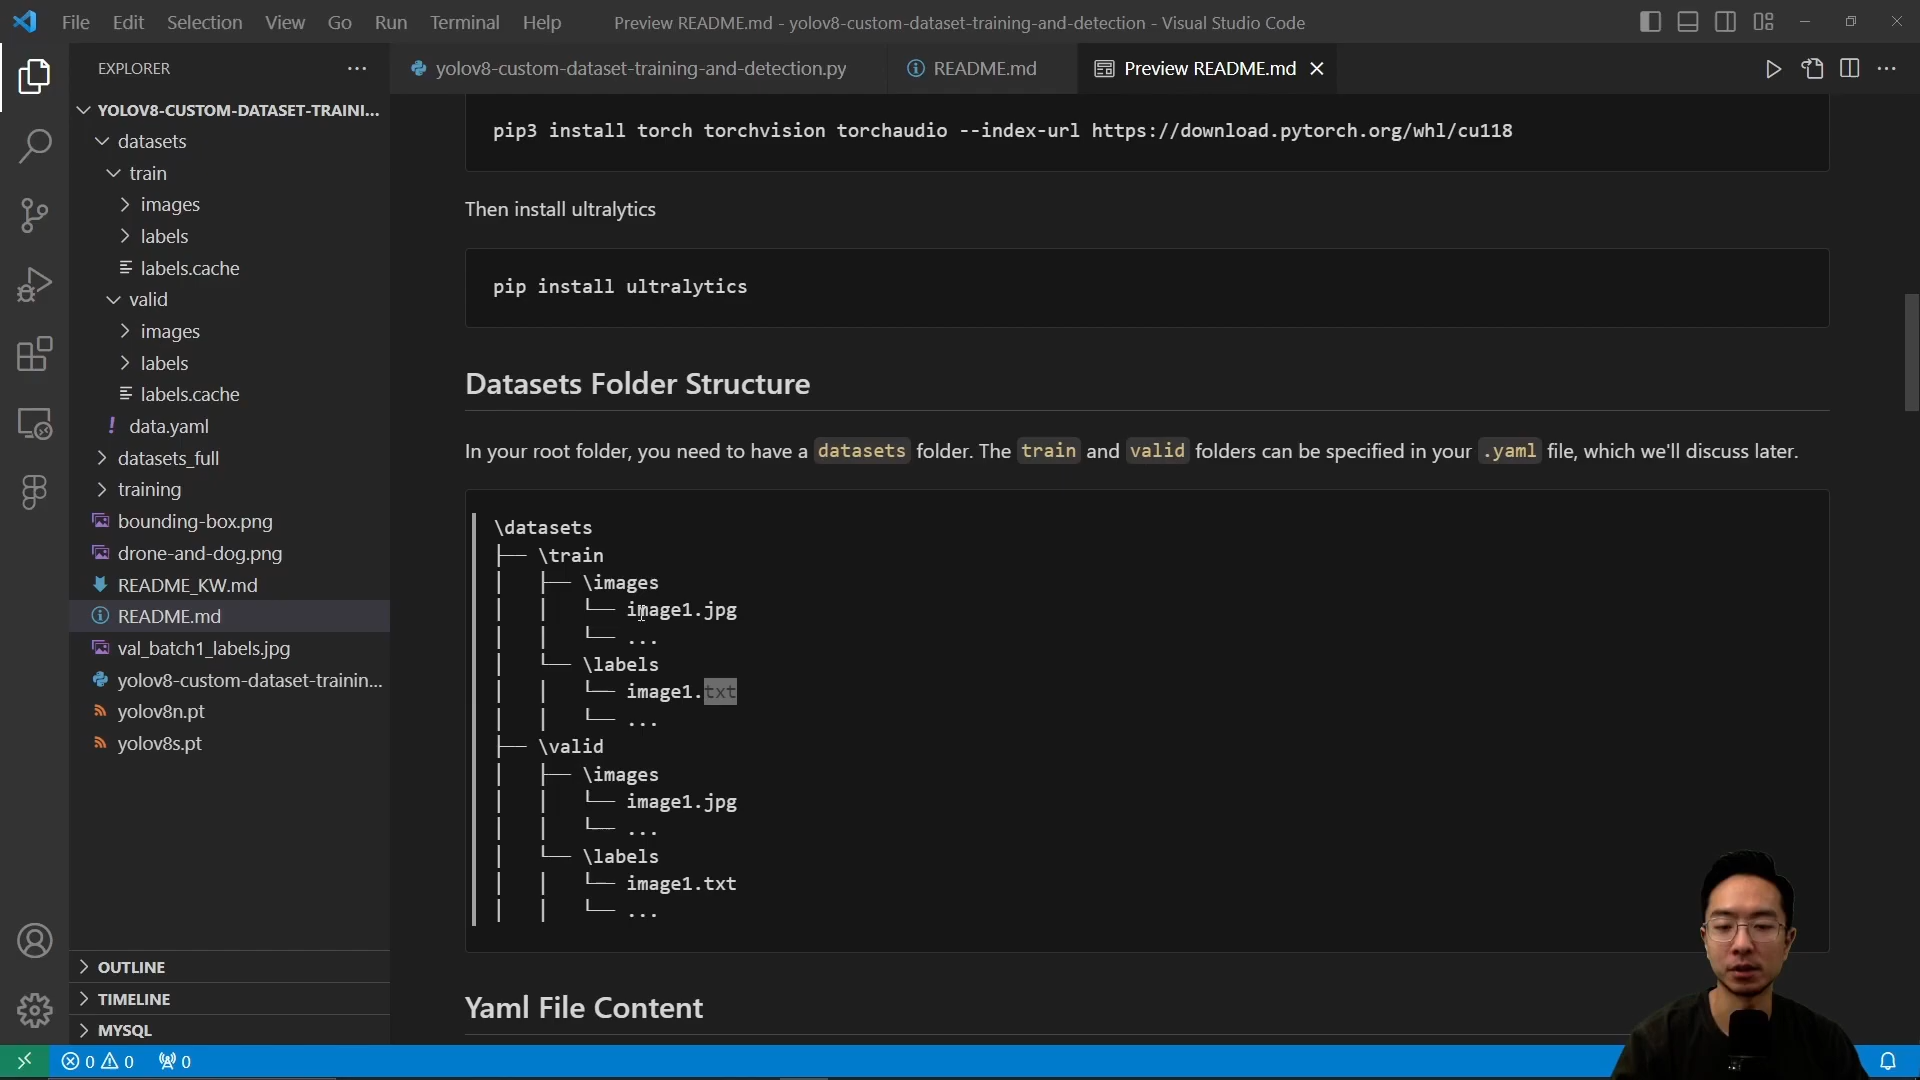 File Edit Selection View Go Run Terminal Help Preview README.md - yolov8-custom-dataset-training-and-detection - Visual Studio Code
EXPLORER ...
yolov8-custom-dataset-training-and-detection.py README.md Preview README.md
YOLOV8-CUSTOM-DATASET-TRAINI...
datasets
train
images
labels
labels.cache
valid
images
labels
labels.cache
! data.yaml
datasets_full
training
bounding-box.png
drone-and-dog.png
README_KW.md
README.md
val_batch1_labels.jpg
yolov8-custom-dataset-trainin...
yolov8n.pt
yolov8s.pt
OUTLINE
TIMELINE
MYSQL
pip3 install torch torchvision torchaudio --index-url https://download.pytorch.org/whl/cu118
Then install ultralytics
pip install ultralytics
Datasets Folder Structure
In your root folder, you need to have a datasets folder. The train and valid folders can be specified in your .yaml file, which we'll discuss later.
\datasets
├── \train
│   ├── \images
│   │   └── image1.jpg
│   │   └── ...
│   └── \labels
│   │   └── image1.txt
│   │   └── ...
├── \valid
│   ├── \images
│   │   └── image1.jpg
│   │   └── ...
│   └── \labels
│   │   └── image1.txt
│   │   └── ...
Yaml File Content
0 0 0